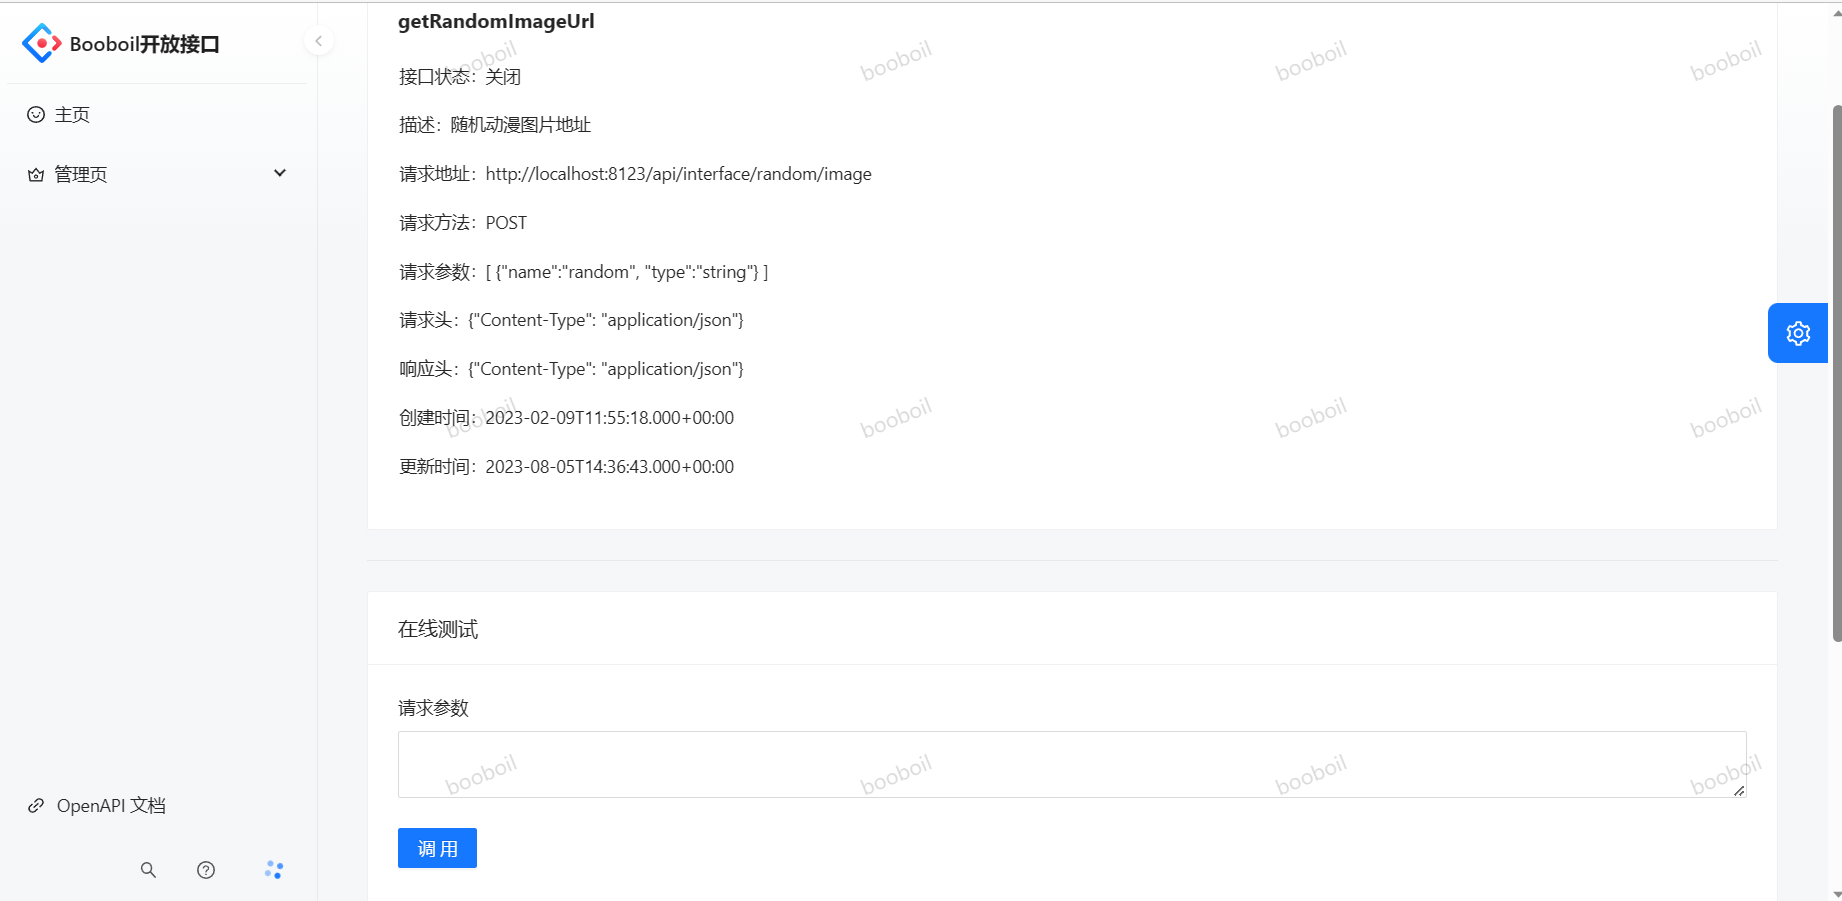 Booboil开放接口
主页
管理页
OpenAPI 文档
getRandomImageUrl
接口状态：关闭
描述：随机动漫图片地址
请求地址：http://localhost:8123/api/interface/random/image
请求方法：POST
请求参数：[ {"name":"random", "type":"string"} ]
请求头：{"Content-Type": "application/json"}
响应头：{"Content-Type": "application/json"}
创建时间：2023-02-09T11:55:18.000+00:00
更新时间：2023-08-05T14:36:43.000+00:00
在线测试
请求参数
调 用
booboil
booboil
booboil
booboil
booboil
booboil
booboil
booboil
booboil
booboil
booboil
booboil